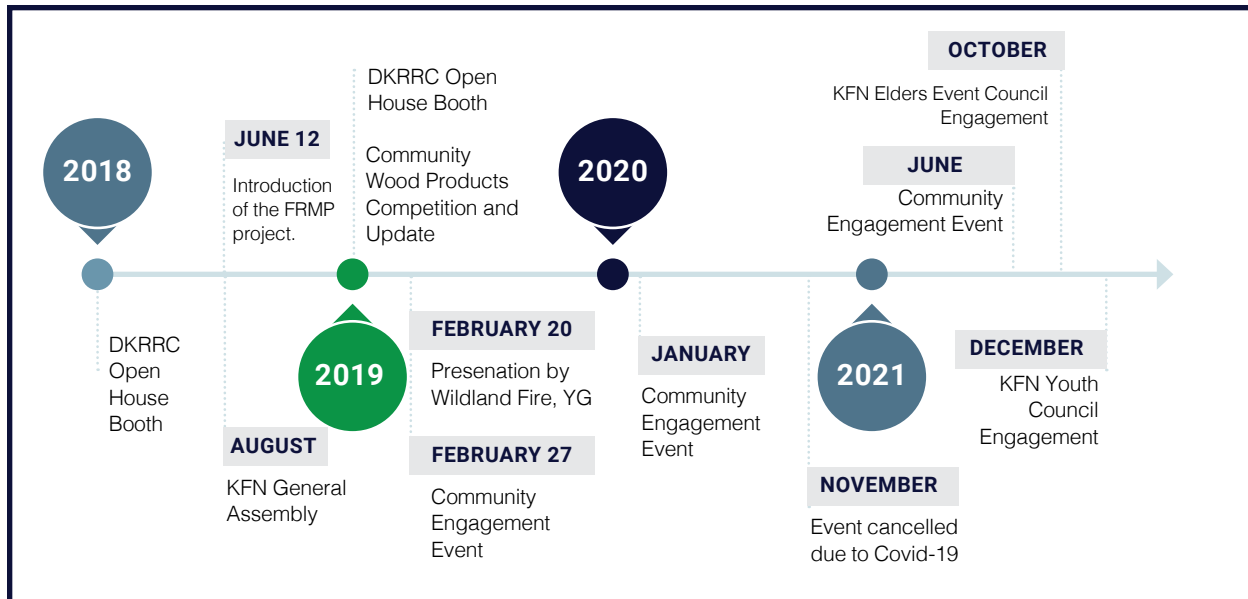 2018
DKRRC
Open
House
Booth
JUNE 12
Introduction
of the FRMP
project.
AUGUST
KFN General
Assembly
2019
DKRRC Open
House Booth
Community
Wood Products
Competition and
Update
FEBRUARY 20
Presenation by
Wildland Fire, YG
FEBRUARY 27
Community
Engagement
Event
2020
JANUARY
Community
Engagement
Event
NOVEMBER
Event cancelled
due to Covid-19
2021
JUNE
Community
Engagement Event
OCTOBER
KFN Elders Event Council
Engagement
DECEMBER
KFN Youth
Council
Engagement